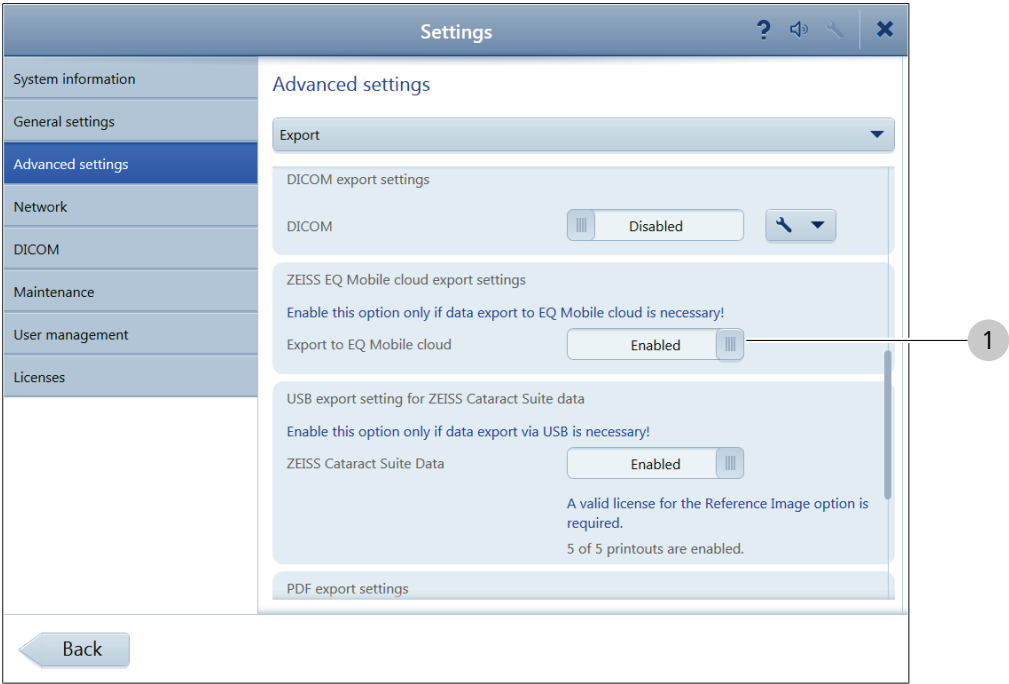 Settings
?
System information
General settings
Advanced settings
Network
DICOM
Maintenance
User management
Licenses
Advanced settings
Export
DICOM export settings
DICOM
Disabled
ZEISS EQ Mobile cloud export settings
Enable this option only if data export to EQ Mobile cloud is necessary!
Export to EQ Mobile cloud
Enabled
1
USB export setting for ZEISS Cataract Suite data
Enable this option only if data export via USB is necessary!
ZEISS Cataract Suite Data
Enabled
A valid license for the Reference Image option is
required.
5 of 5 printouts are enabled.
PDF export settings
Back